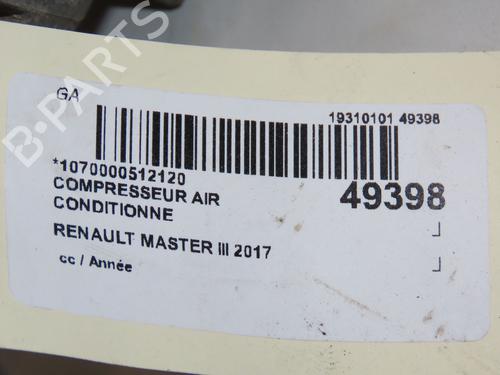 B-PARTS
GA
19310101 49398
*1070000512120
COMPRESSEUR AIR
CONDITIONNE
49398
RENAULT MASTER III 2017
cc / Année